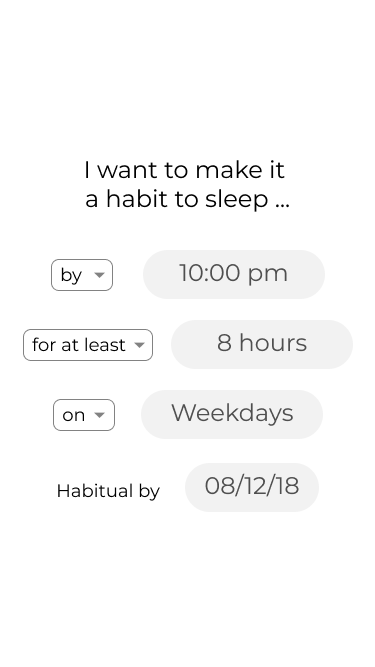 I want to make it
a habit to sleep ...
by 10:00 pm
for at least 8 hours
on Weekdays
Habitual by 08/12/18